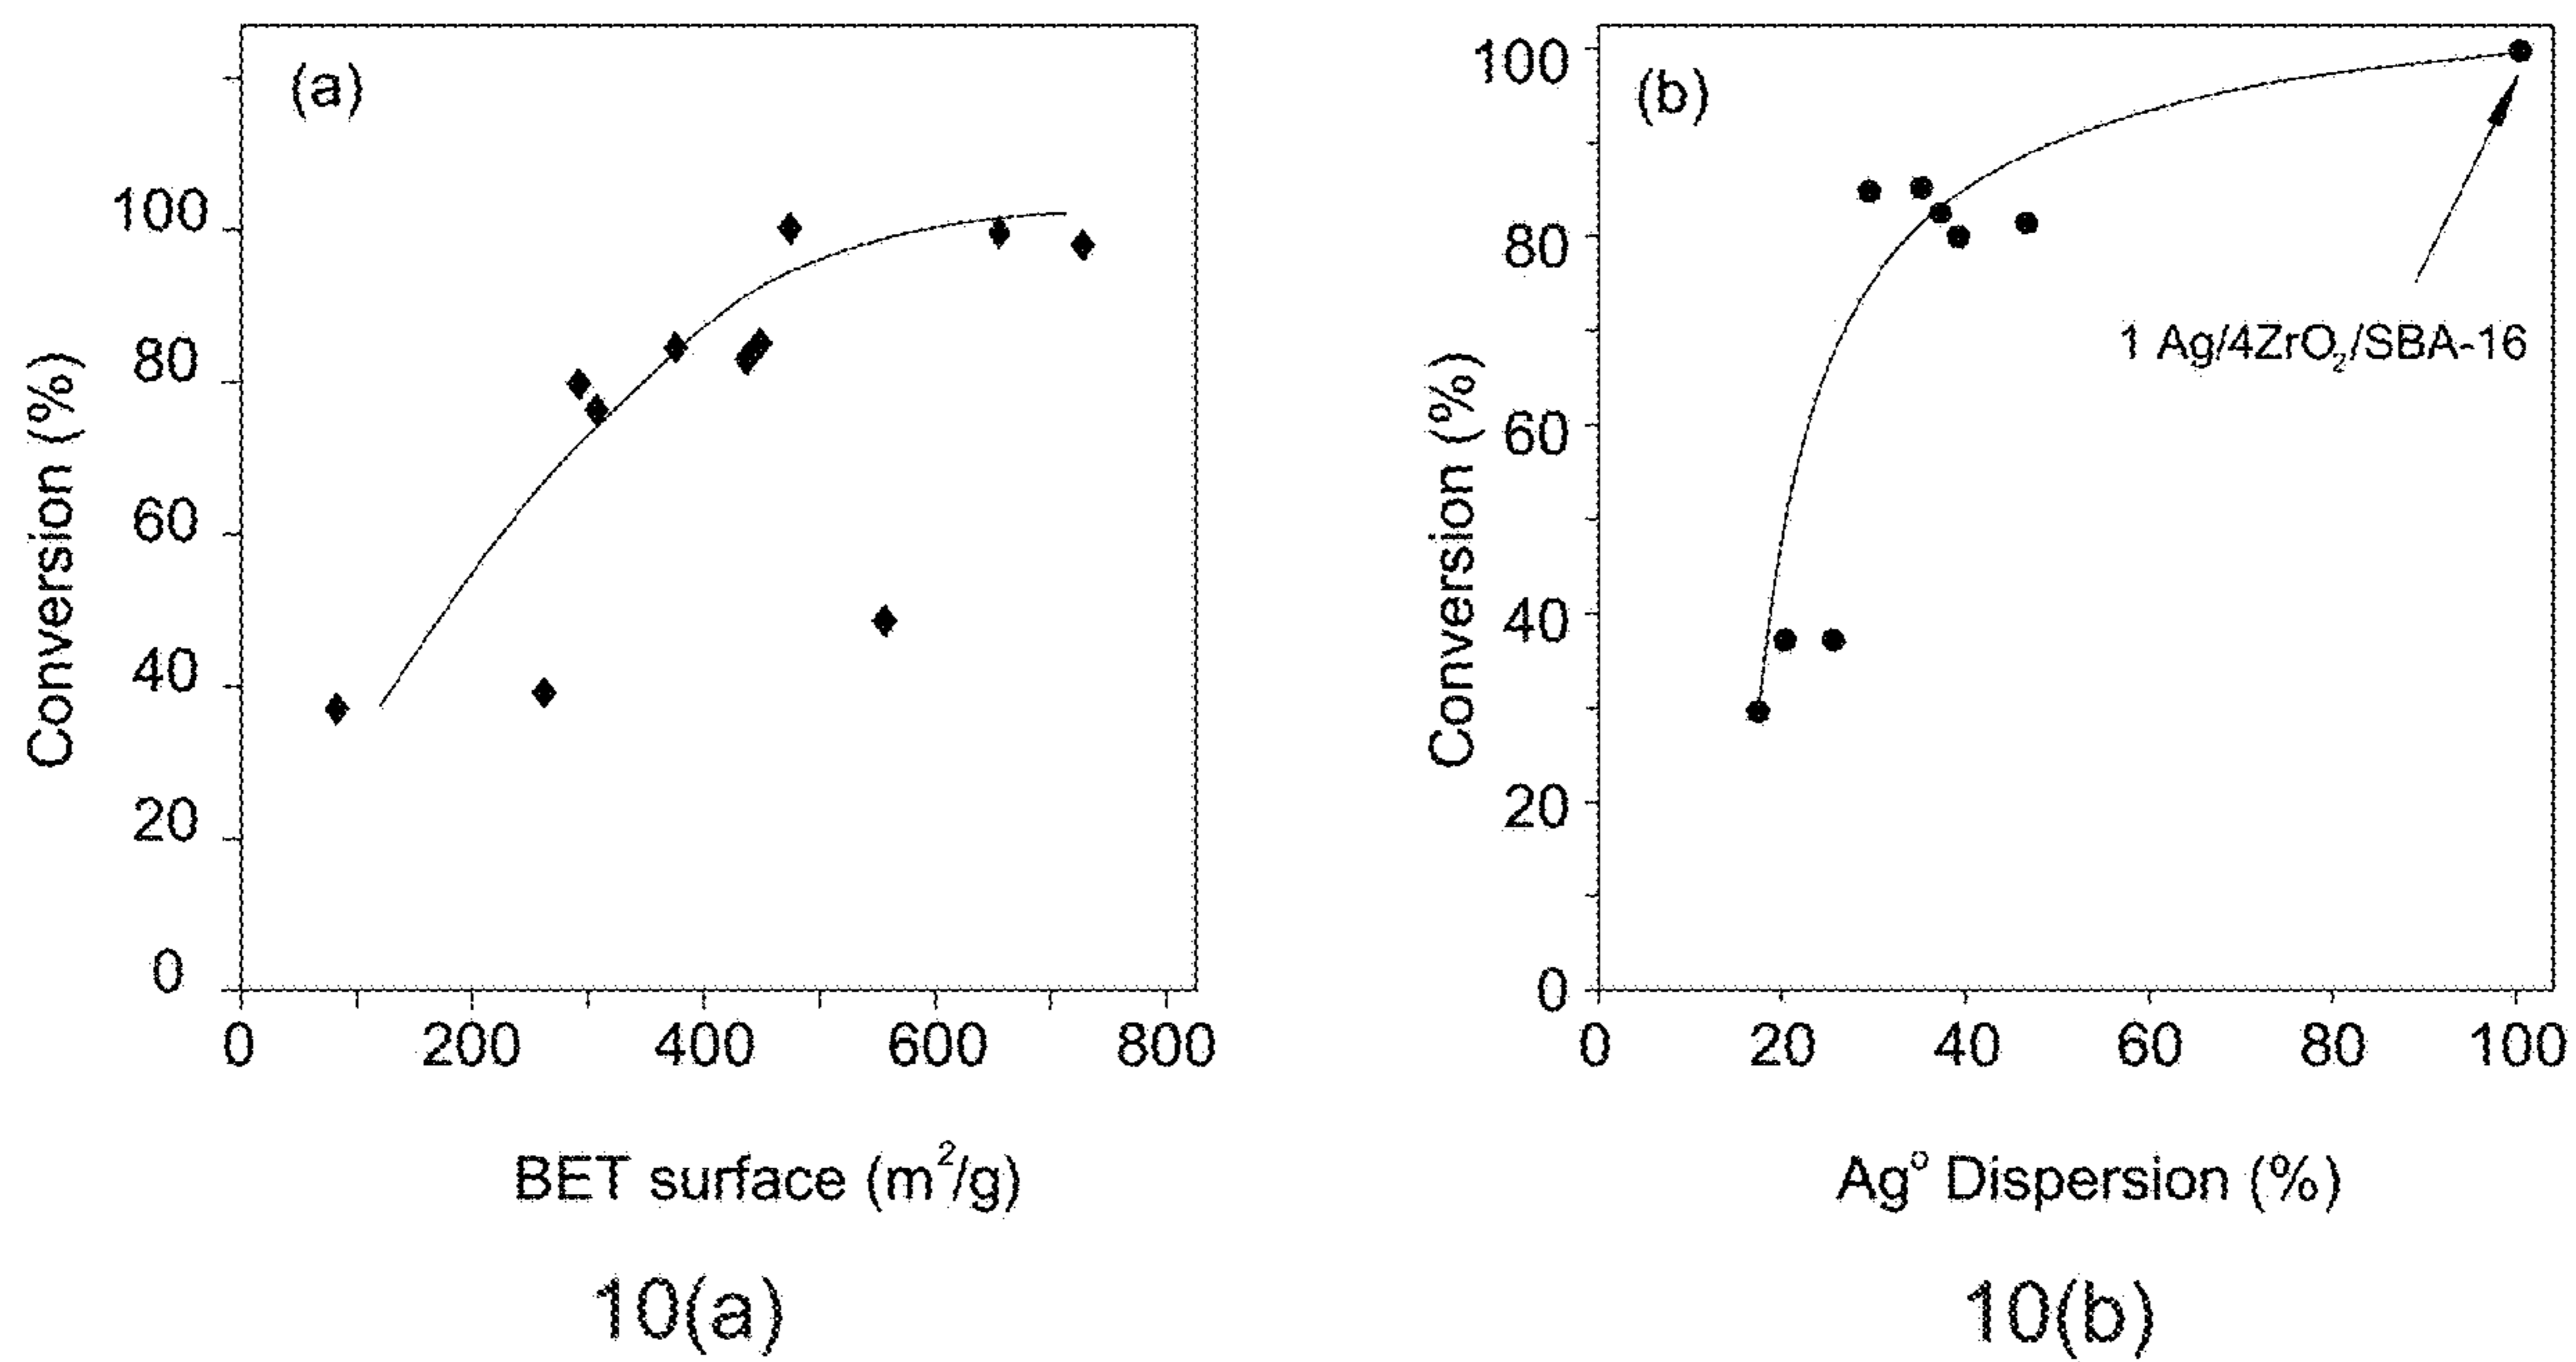 (a)
Conversion (%)
100
80
60
40
20
0
0 200 400 600 800
BET surface (m²/g)
10(a)
(b)
Conversion (%)
100
80
60
40
20
0
1 Ag/4ZrO₂/SBA-16
0 20 40 60 80 100
Ag° Dispersion (%)
10(b)